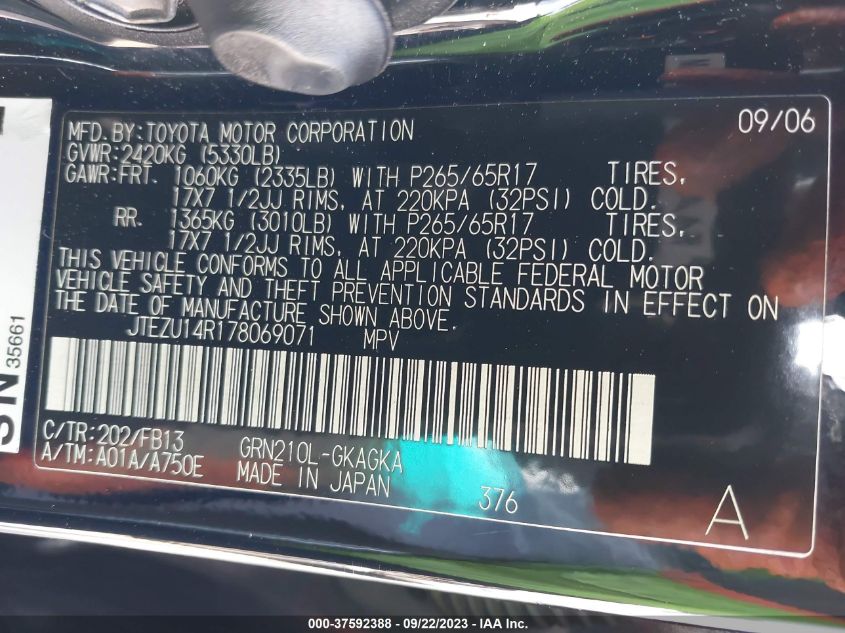 MFD. BY: TOYOTA MOTOR CORPORATION 09/06
GVWR: 2420KG (5330LB)
GAWR: FRT. 1060KG (2335LB) WITH P265/65R17 TIRES,
17X7 1/2JJ RIMS, AT 220KPA (32PSI) COLD.
RR. 1365KG (3010LB) WITH P265/65R17 TIRES,
17X7 1/2JJ RIMS, AT 220KPA (32PSI) COLD.
THIS VEHICLE CONFORMS TO ALL APPLICABLE FEDERAL MOTOR
VEHICLE SAFETY AND THEFT PREVENTION STANDARDS IN EFFECT ON
THE DATE OF MANUFACTURE SHOWN ABOVE.
JTEZU14R178069071 MPV
C/TR: 202/FB13 GRN210L-GKAGKA
A/TM: A01A/A750E MADE IN JAPAN 376 A
SN 35661
000-37592388 - 09/22/2023 - IAA Inc.